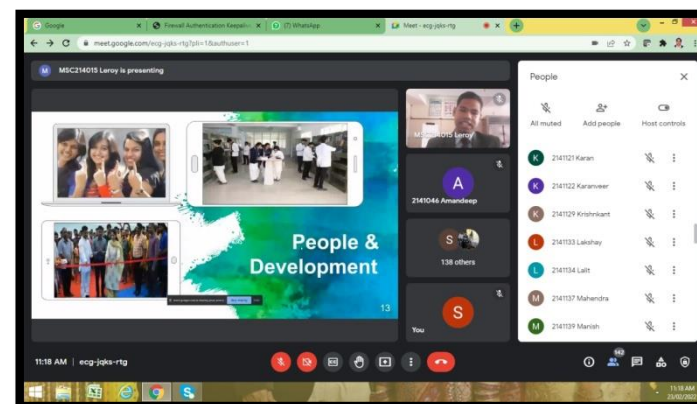 Google
Firewall Authentication Keepaliv
(7) WhatsApp
Meet - ecg-jqks-rtg
meet.google.com/ecg-jqks-rtg?pli=1&authuser=1
M
MSC214015 Leroy is presenting
People &
Development
13
MSC214015 Leroy
A
2141046 Amandeep
S
138 others
S
You
People
All muted
Add people
Host controls
K
2141121 Karan
K
2141122 Karanveer
K
2141129 Krishnkant
L
2141133 Lakshay
L
2141134 Lalit
M
2141137 Mahendra
M
2141139 Manish
11:18 AM | ecg-jqks-rtg
142
11:18 AM